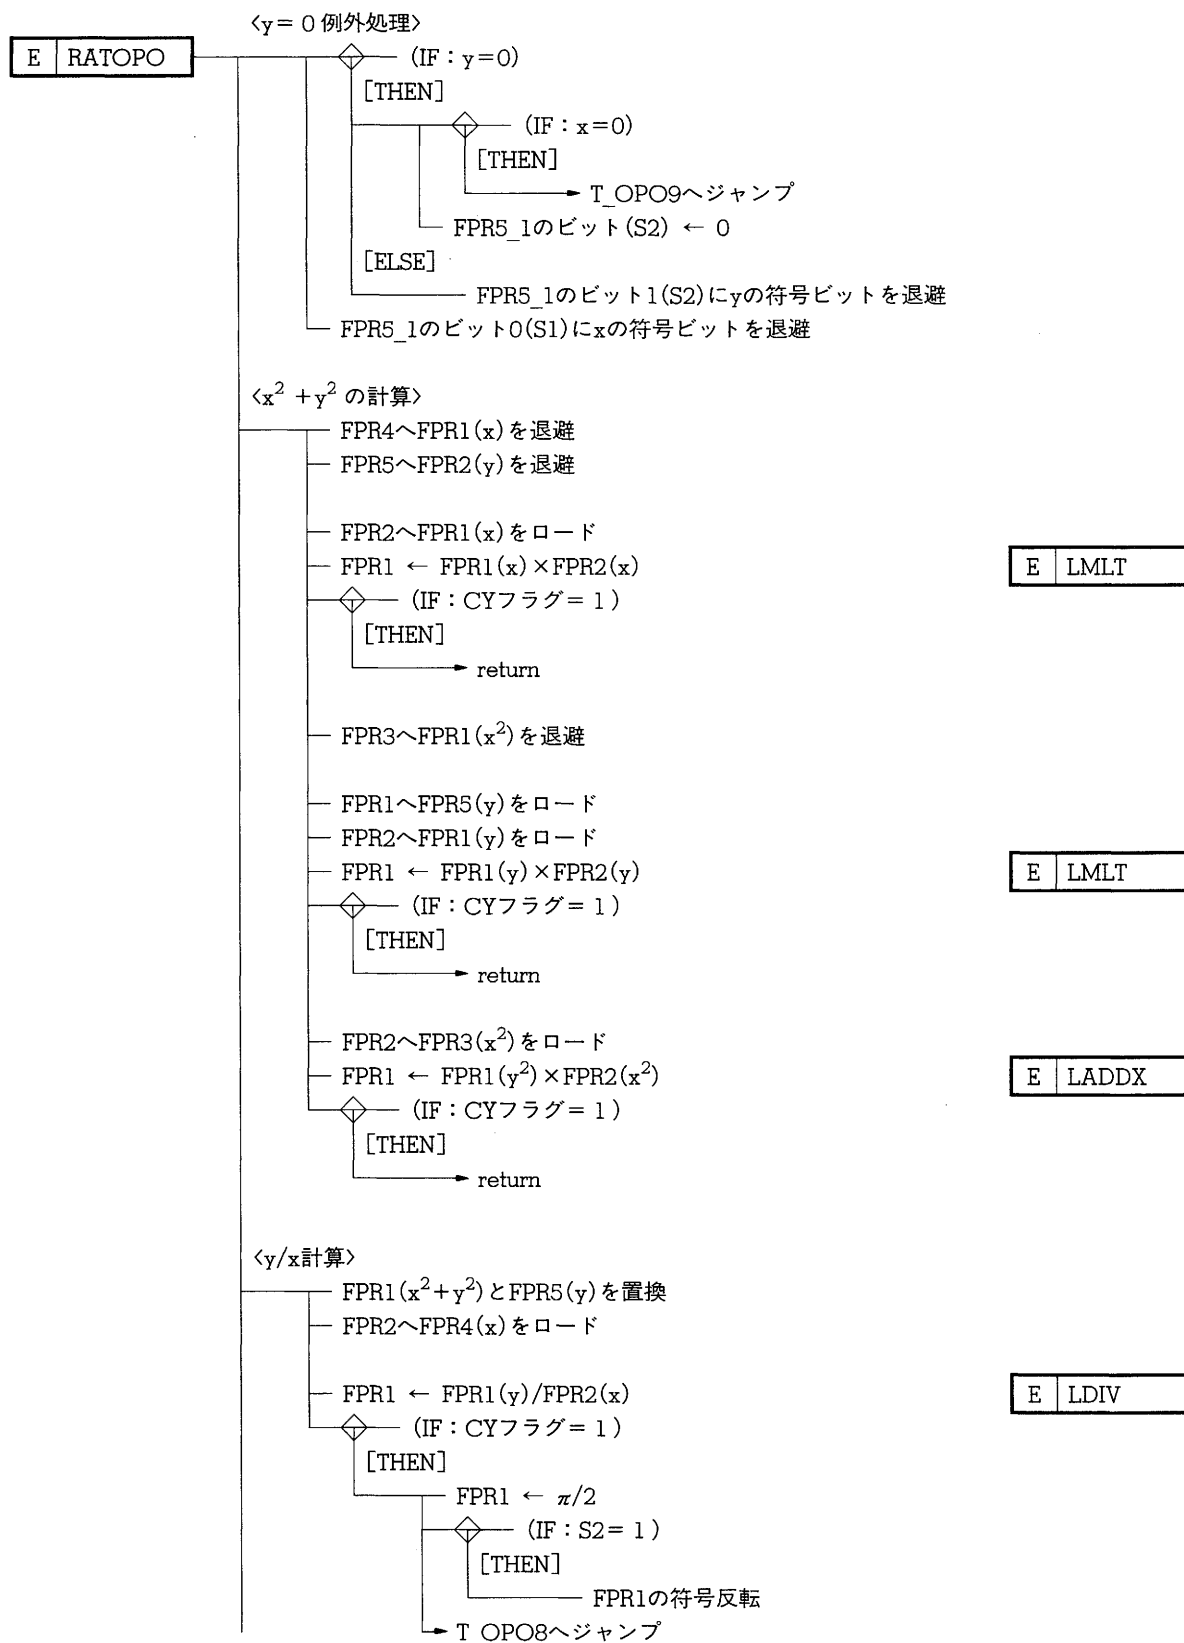 〈y＝0例外処理〉
E RATOPO
(IF：y=0)
[THEN]
(IF：x=0)
[THEN]
T_OPO9へジャンプ
FPR5_1のビット(S2) ← 0
[ELSE]
FPR5_1のビット1(S2)にyの符号ビットを退避
FPR5_1のビット0(S1)にxの符号ビットを退避
〈x² +y² の計算〉
FPR4へFPR1(x)を退避
FPR5へFPR2(y)を退避
FPR2へFPR1(x)をロード
FPR1 ← FPR1(x)×FPR2(x)
E LMLT
(IF：CYフラグ＝1)
[THEN]
return
FPR3へFPR1(x²)を退避
FPR1へFPR5(y)をロード
FPR2へFPR1(y)をロード
FPR1 ← FPR1(y)×FPR2(y)
E LMLT
(IF：CYフラグ＝1)
[THEN]
return
FPR2へFPR3(x²)をロード
FPR1 ← FPR1(y²)×FPR2(x²)
E LADDX
(IF：CYフラグ＝1)
[THEN]
return
〈y/x計算〉
FPR1(x²+y²)とFPR5(y)を置換
FPR2へFPR4(x)をロード
FPR1 ← FPR1(y)/FPR2(x)
E LDIV
(IF：CYフラグ＝1)
[THEN]
FPR1 ← π/2
(IF：S2＝1)
[THEN]
FPR1の符号反転
T_OPO8へジャンプ